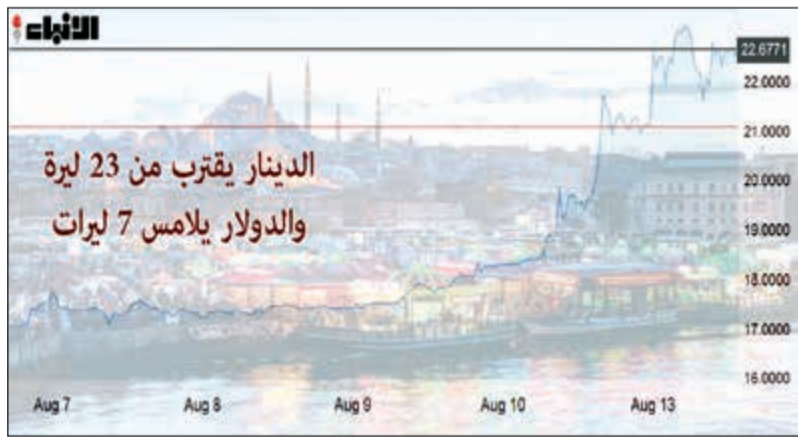 الأنباء
22.6771
22.0000
21.0000
20.0000
19.0000
18.0000
17.0000
16.0000
الدينار يقترب من 23 ليرة
والدولار يلامس 7 ليرات
Aug 7 Aug 8 Aug 9 Aug 10 Aug 13